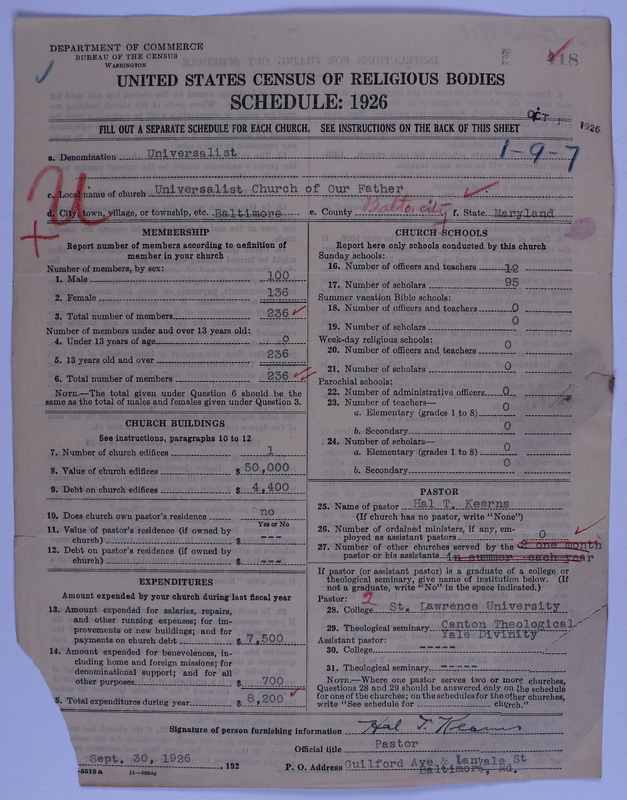 DEPARTMENT OF COMMERCE
BUREAU OF THE CENSUS
WASHINGTON
118
UNITED STATES CENSUS OF RELIGIOUS BODIES
SCHEDULE: 1926
OCT 1926
FILL OUT A SEPARATE SCHEDULE FOR EACH CHURCH. SEE INSTRUCTIONS ON THE BACK OF THIS SHEET
a. Denomination Universalist
1-9-7
c. Local name of church Universalist Church of Our Father
d. City, town, village, or township, etc. Baltimore e. County Balto. city f. State Maryland
MEMBERSHIP
Report number of members according to definition of
member in your church
Number of members, by sex:
1. Male 100
2. Female 136
3. Total number of members 236
Number of members under and over 13 years old:
4. Under 13 years of age 0
5. 13 years old and over 236
6. Total number of members 236
NOTE.—The total given under Question 6 should be the
same as the total of males and females given under Question 3.
CHURCH BUILDINGS
See instructions, paragraphs 10 to 12
7. Number of church edifices 1
8. Value of church edifices $50,000
9. Debt on church edifices $ 4,400
10. Does church own pastor's residence no
Yes or No
11. Value of pastor's residence (if owned by
church) $ ---
12. Debt on pastor's residence (if owned by
church) $ ---
EXPENDITURES
Amount expended by your church during last fiscal year
13. Amount expended for salaries, repairs,
and other running expenses; for im-
provements or new buildings; and for
payments on church debt $ 7,500
14. Amount expended for benevolences, in-
cluding home and foreign missions; for
denominational support; and for all
other purposes $ 700
5. Total expenditures during year $ 8,200
CHURCH SCHOOLS
Report here only schools conducted by this church
Sunday schools:
16. Number of officers and teachers 12
17. Number of scholars 95
Summer vacation Bible schools:
18. Number of officers and teachers 0
19. Number of scholars 0
Week-day religious schools:
20. Number of officers and teachers 0
21. Number of scholars 0
Parochial schools:
22. Number of administrative officers 0
23. Number of teachers—
a. Elementary (grades 1 to 8) 0
b. Secondary 0
24. Number of scholars—
a. Elementary (grades 1 to 8) 0
b. Secondary 0
PASTOR
25. Name of pastor Hal T. Kearns
(If church has no pastor, write "None")
26. Number of ordained ministers, if any, em-
ployed as assistant pastors 0
27. Number of other churches served by the one month
pastor or his assistants in summer each year
If pastor (or assistant pastor) is a graduate of a college or
theological seminary, give name of institution below. (If
not a graduate, write "No" in the space indicated.)
Pastor: 2
28. College St. Lawrence University
29. Theological seminary Canton Theological
Yale Divinity
Assistant pastor:
30. College -----
31. Theological seminary -----
NOTE.—Where one pastor serves two or more churches,
Questions 28 and 29 should be answered only on the schedule
for one of the churches; on the schedules for the other churches,
write "See schedule for church."
Signature of person furnishing information Hal T. Kearns
Official title Pastor
Sept. 30, 1926 , 192 P. O. Address Guilford Ave & Lanvale St
Baltimore, Md.